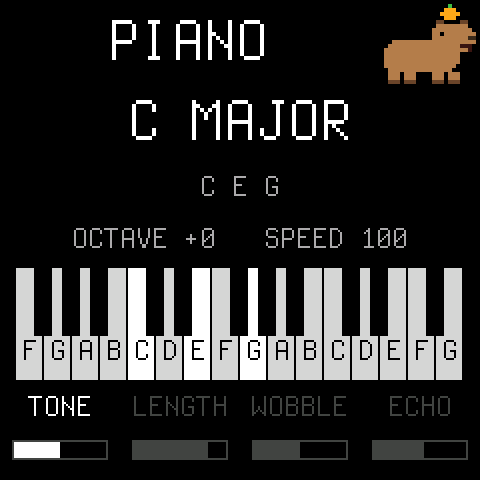 PIANO
C MAJOR
C E G
OCTAVE +0 SPEED 100
F G A B C D E F G A B C D E F G
TONE LENGTH WOBBLE ECHO